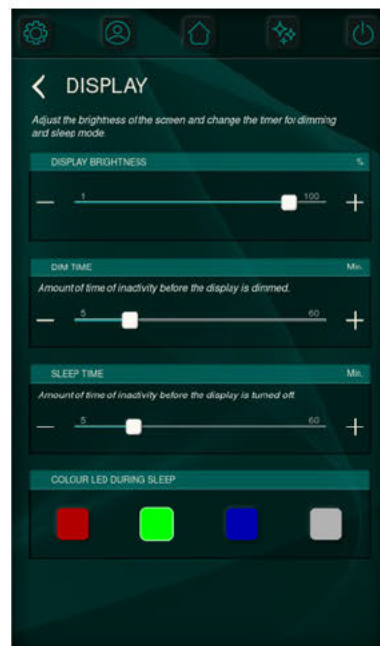 DISPLAY
Adjust the brightness of the screen and change the timer for dimming
and sleep mode.
DISPLAY BRIGHTNESS %
1 100
DIM TIME Min.
Amount of time of inactivity before the display is dimmed.
5 60
SLEEP TIME Min.
Amount of time of inactivity before the display is turned off.
5 60
COLOUR LED DURING SLEEP